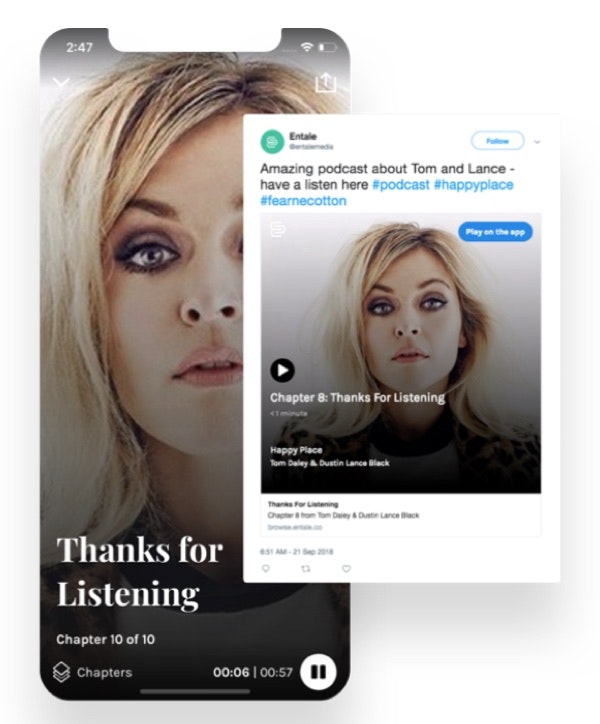 2:47
Entale
@entalemedia
Follow
Amazing podcast about Tom and Lance -
have a listen here #podcast #happyplace
#fearnecotton
Play on the app
Chapter 8: Thanks For Listening
<1 minute
Happy Place
Tom Daley & Dustin Lance Black
Thanks For Listening
Chapter 8 from Tom Daley & Dustin Lance Black
browse.entale.co
6:51 AM - 21 Sep 2018
Thanks for
Listening
Chapter 10 of 10
Chapters
00:06 | 00:57